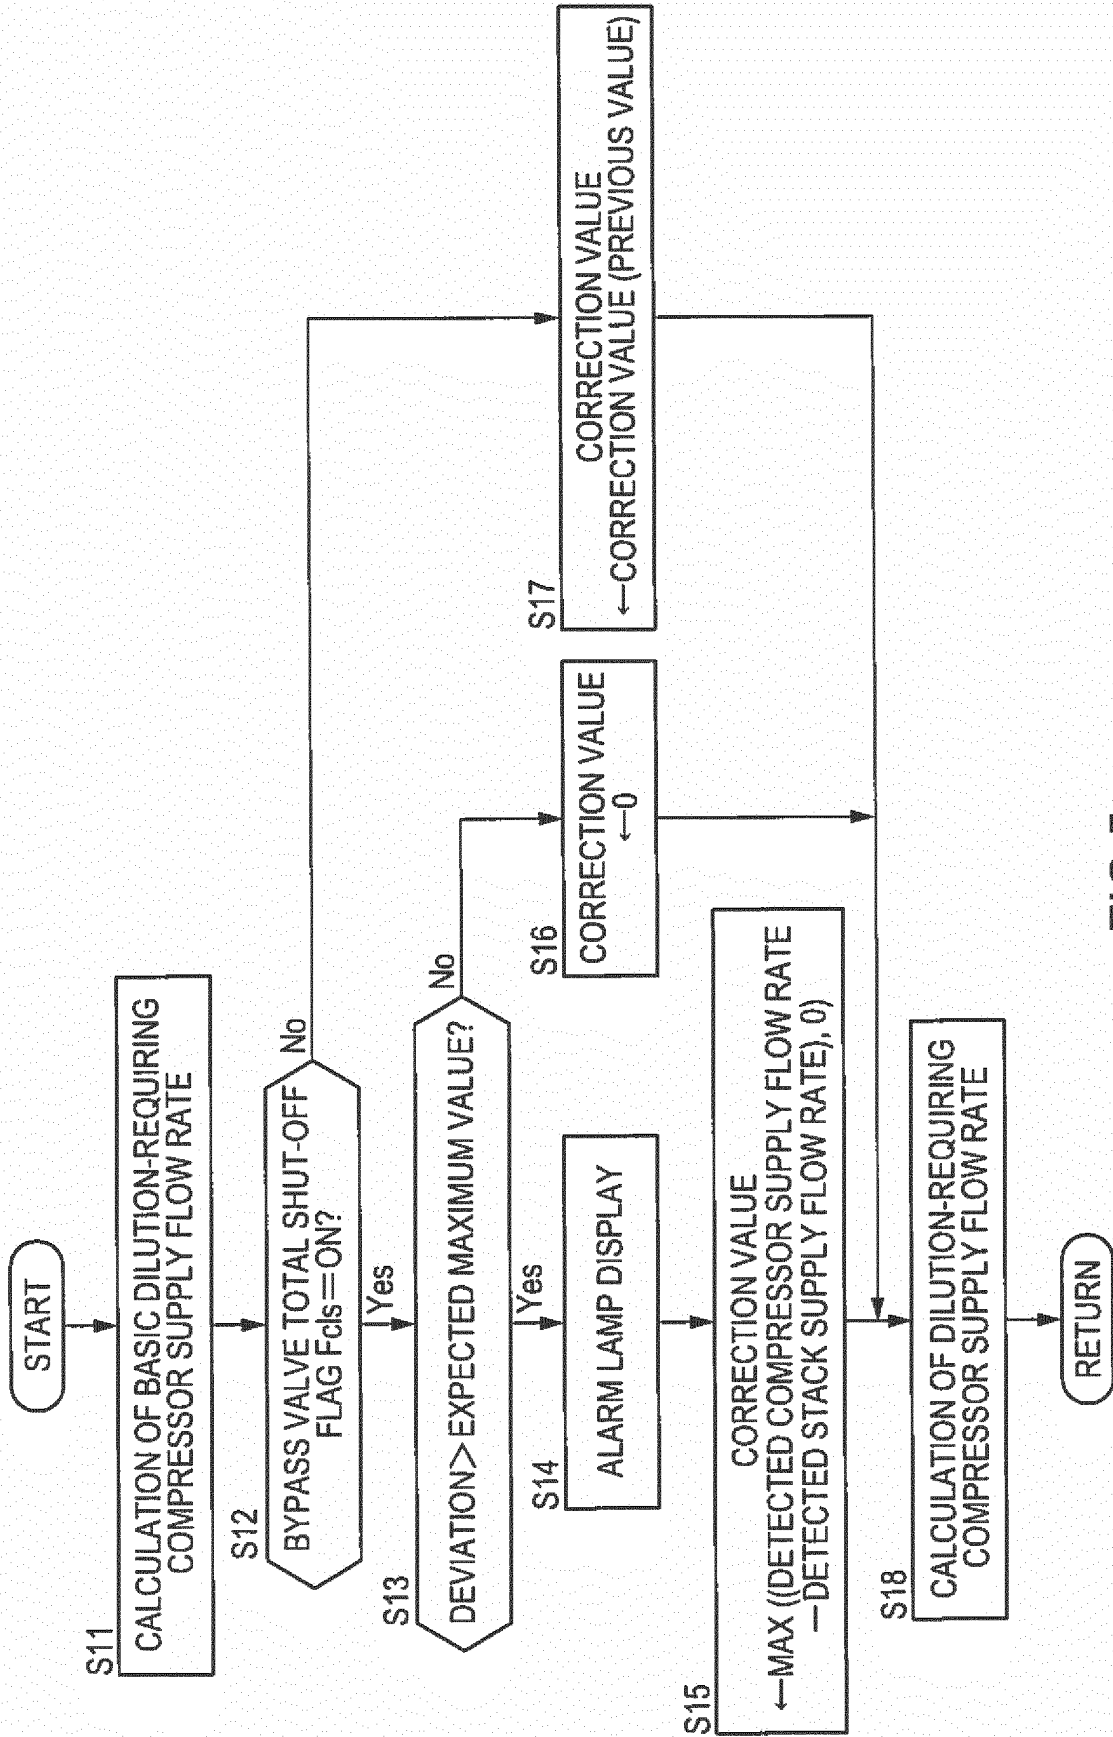 START
S11
CALCULATION OF BASIC DILUTION-REQUIRING
COMPRESSOR SUPPLY FLOW RATE
S12
BYPASS VALVE TOTAL SHUT-OFF
FLAG Fcls=ON?
No
Yes
S13
DEVIATION>EXPECTED MAXIMUM VALUE?
No
Yes
S14
ALARM LAMP DISPLAY
S16
CORRECTION VALUE
←0
S17
CORRECTION VALUE
←CORRECTION VALUE (PREVIOUS VALUE)
S15
CORRECTION VALUE
←MAX ((DETECTED COMPRESSOR SUPPLY FLOW RATE
−DETECTED STACK SUPPLY FLOW RATE), 0)
S18
CALCULATION OF DILUTION-REQUIRING
COMPRESSOR SUPPLY FLOW RATE
RETURN